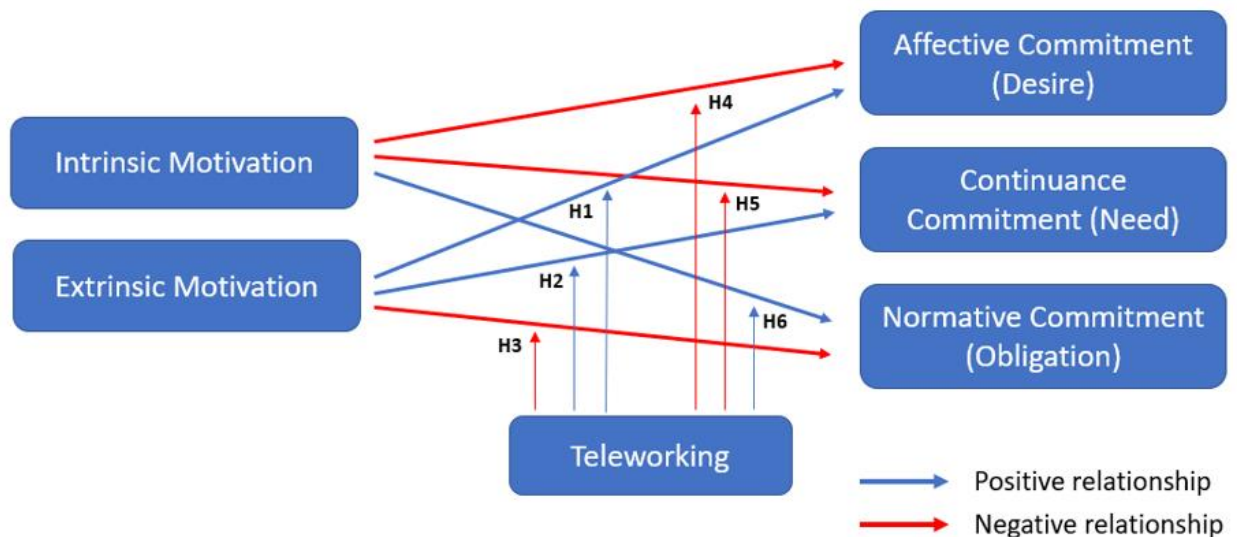 Affective Commitment
(Desire)
H4
Intrinsic Motivation
Continuance
Commitment (Need)
H1
H5
Extrinsic Motivation
H2
Normative Commitment
(Obligation)
H6
H3
Teleworking
Positive relationship
Negative relationship